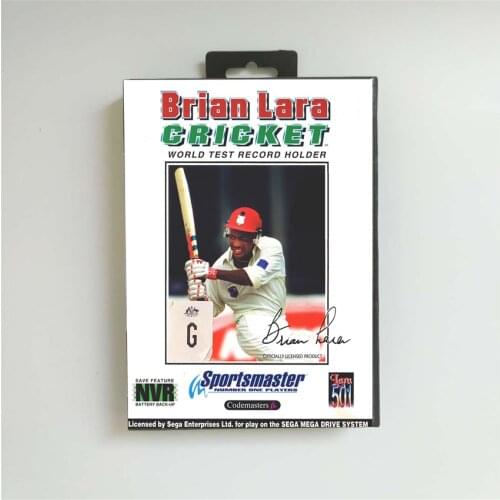 Brian Lara
CRICKET
WORLD TEST RECORD HOLDER
G
Brian Lara
OFFICIALLY LICENSED PRODUCT
SAVE FEATURE
NVR
BATTERY BACK-UP
Sportsmaster
NUMBER ONE PLAYERS
Codemasters
Lara
501
Licensed by Sega Enterprises Ltd. for play on the SEGA MEGA DRIVE SYSTEM